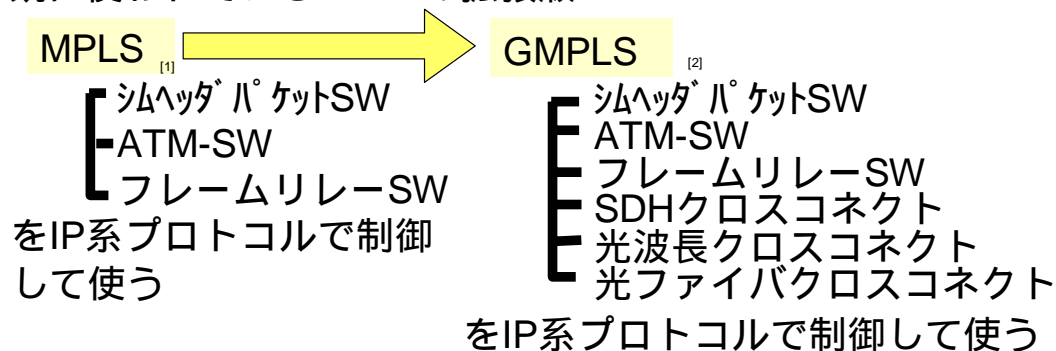 MPLS [1]
ｼﾑﾍｯﾀﾞﾊﾟｹｯﾄSW
ATM-SW
フレームリレーSW
をIP系プロトコルで制御
して使う
GMPLS [2]
ｼﾑﾍｯﾀﾞﾊﾟｹｯﾄSW
ATM-SW
フレームリレーSW
SDHクロスコネクト
光波長クロスコネクト
光ファイバクロスコネクト
をIP系プロトコルで制御して使う